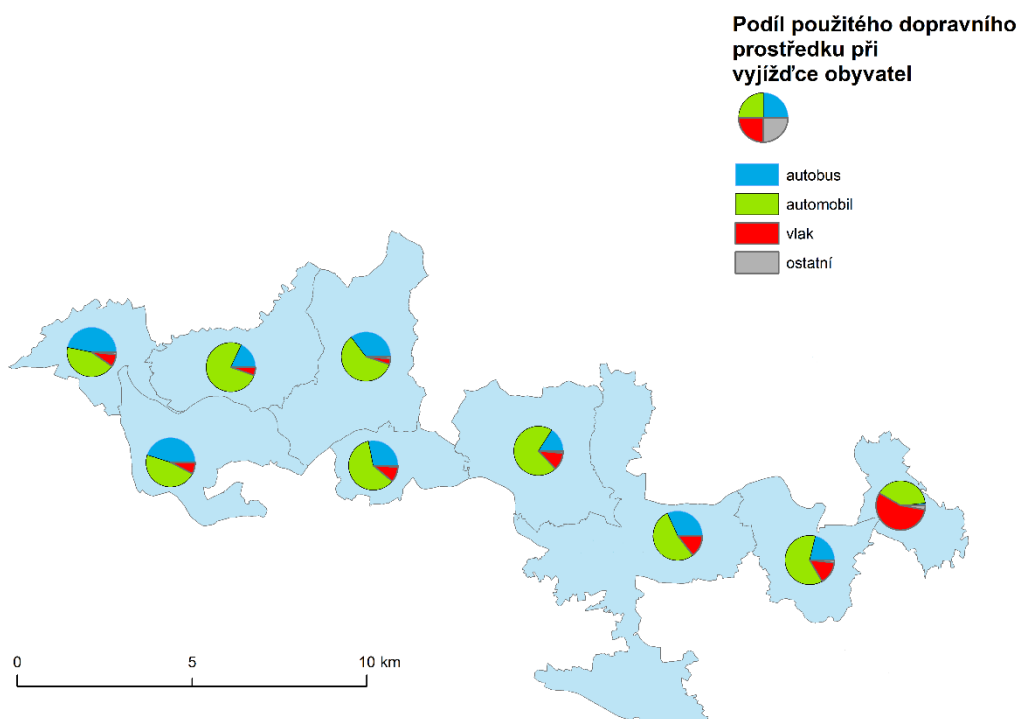 Podíl použitého dopravního
prostředku při
vyjížďce obyvatel
autobus
automobil
vlak
ostatní
0 5 10 km